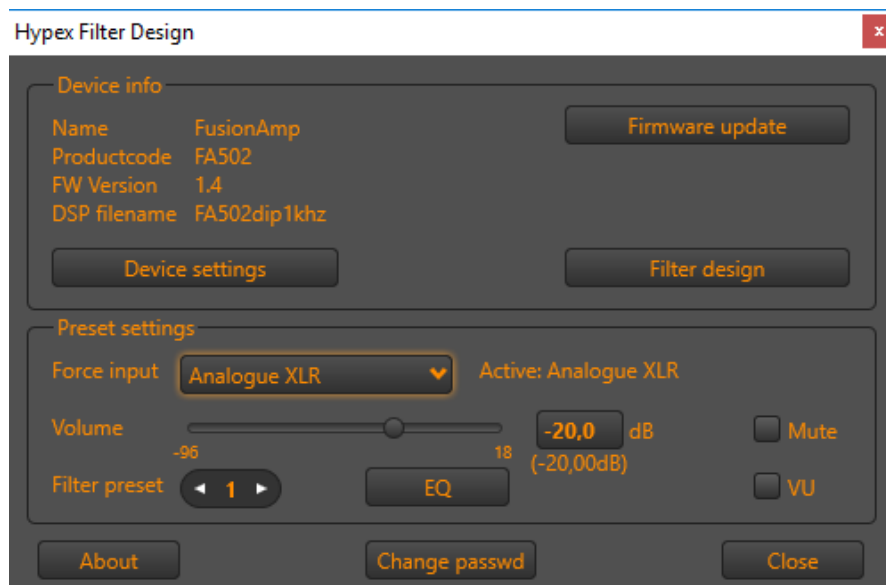 Hypex Filter Design
x
Device info
Name FusionAmp
Firmware update
Productcode FA502
FW Version 1.4
DSP filename FA502dip1khz
Device settings Filter design
Preset settings
Force input Analogue XLR Active: Analogue XLR
Volume -20,0 dB Mute
-96 18 (-20,00dB)
Filter preset 1 EQ VU
About Change passwd Close